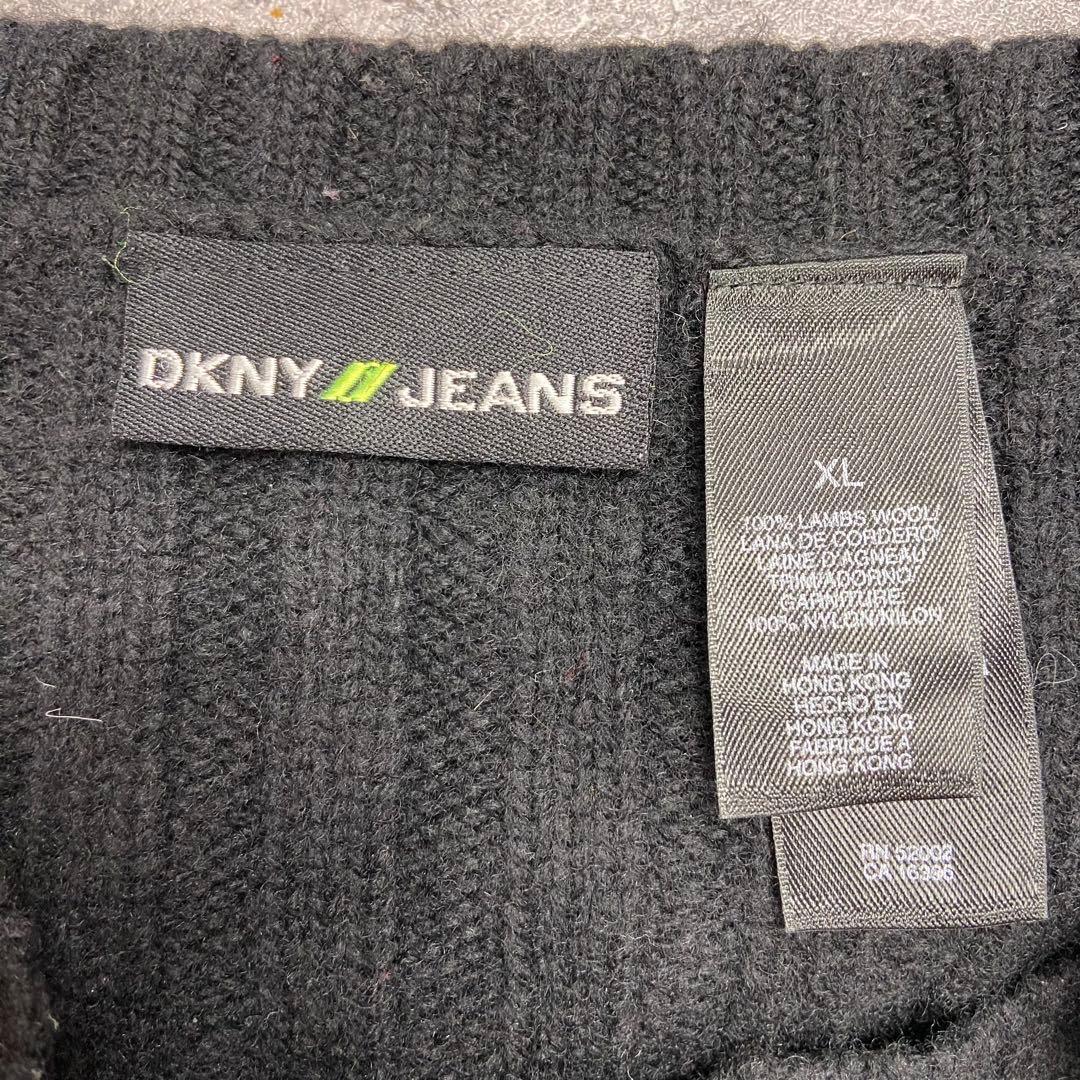 DKNY // JEANS
XL
100% LAMBS WOOL/
LANA DE CORDERO/
LAINE D'AGNEAU
TRIM/ADORNO/
GARNITURE
100% NYLON/NILON
MADE IN
HONG KONG
HECHO EN
HONG KONG
FABRIQUE A
HONG KONG
RN 52002
CA 16996